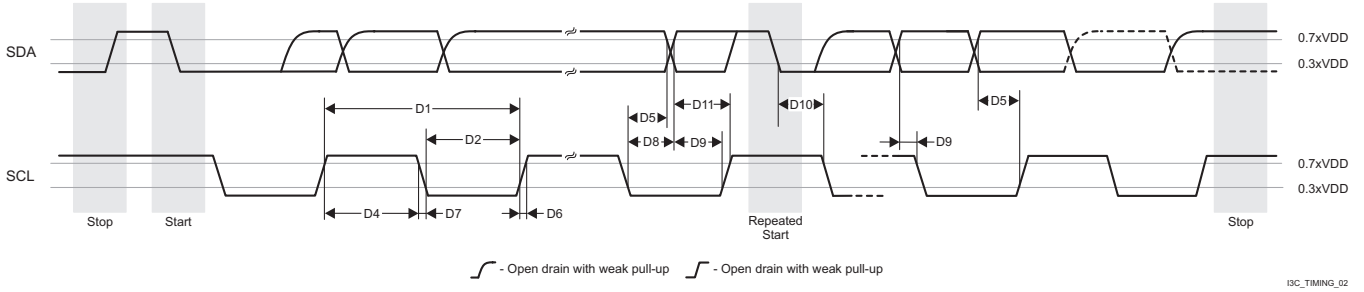 SDA
0.7xVDD
0.3xVDD
D1
D2
D5
D11
D8
D9
D10
D5
D9
SCL
0.7xVDD
0.3xVDD
D4
D7
D6
Stop
Start
Repeated
Start
Stop
- Open drain with weak pull-up
- Open drain with weak pull-up
I3C_TIMING_02